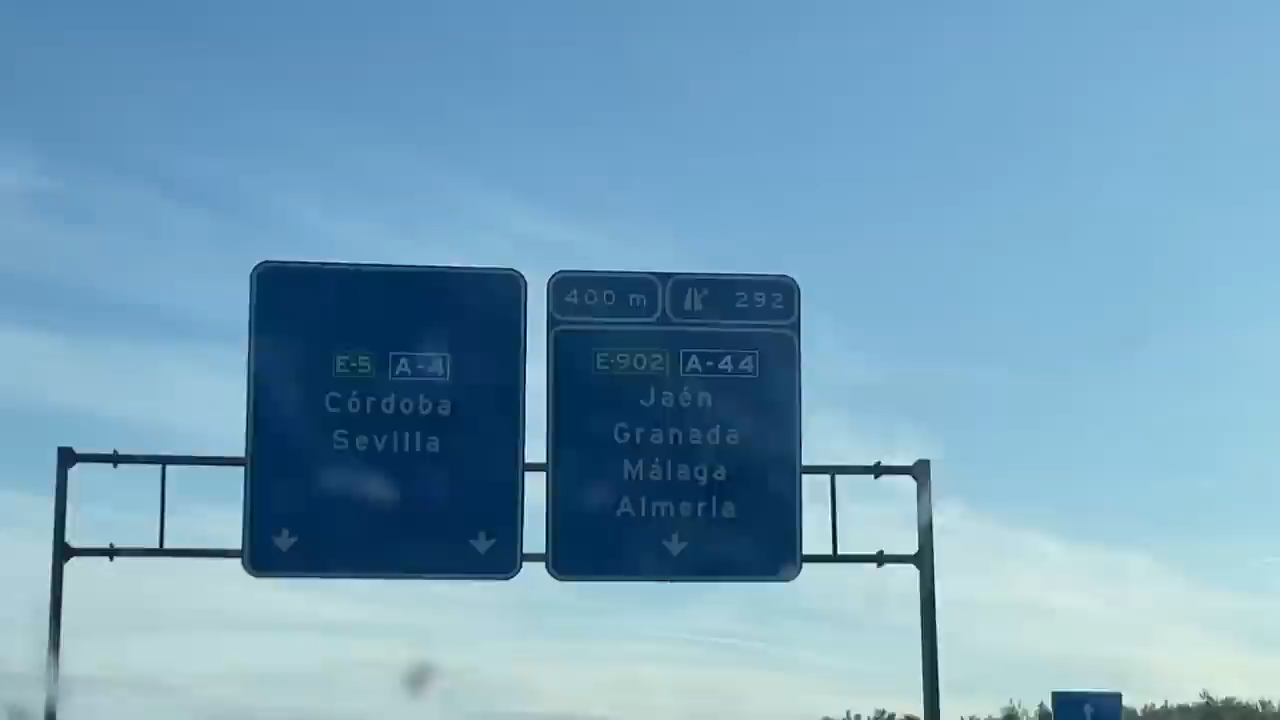 E-5 A-4
Córdoba
Sevilla
400 m 292
E-902 A-44
Jaén
Granada
Málaga
Almería